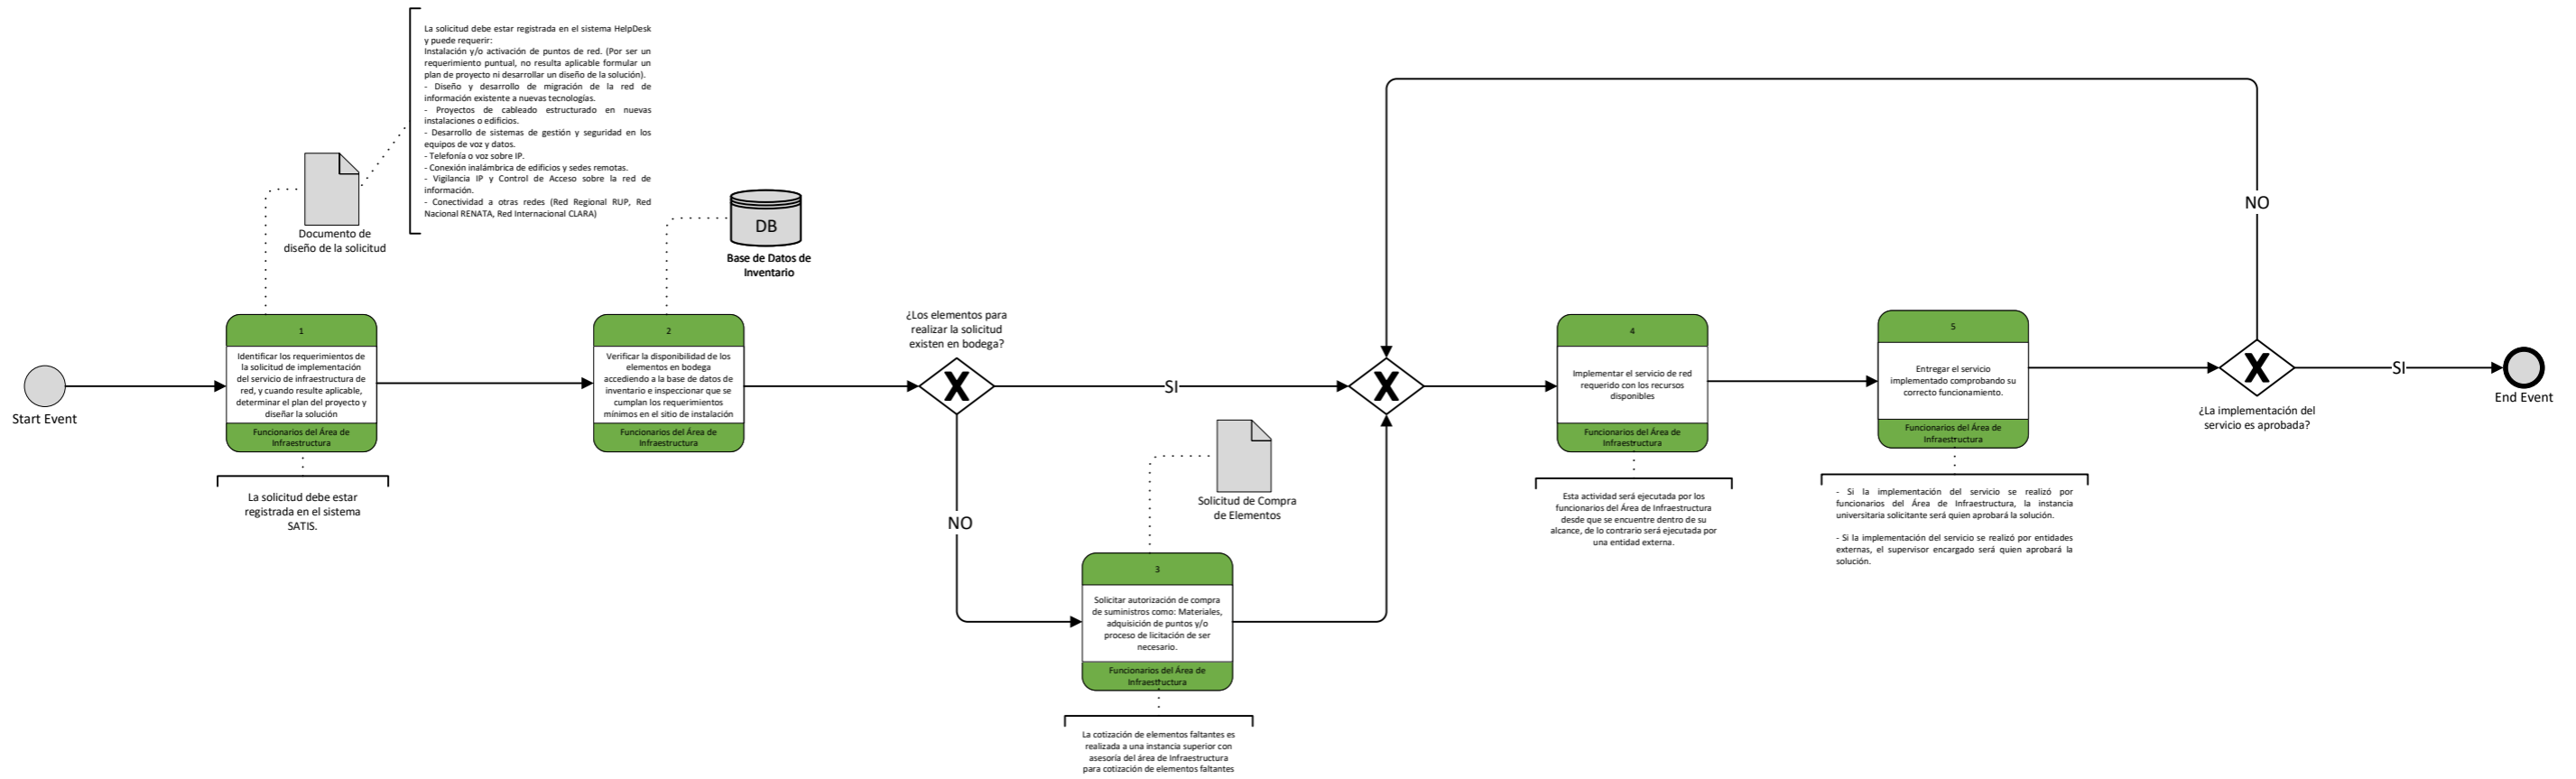 La solicitud debe estar registrada en el sistema HelpDesk
y puede requerir:
Instalación y/o activación de puntos de red. (Por ser un
requerimiento puntual, no resulta aplicable formular un
plan de proyecto ni desarrollar un diseño de la solución).
- Diseño y desarrollo de migración de la red de
información existente a nuevas tecnologías.
- Proyectos de cableado estructurado en nuevas
instalaciones o edificios.
- Desarrollo de sistemas de gestión y seguridad en los
equipos de voz y datos.
- Telefonía o voz sobre IP.
- Conexión inalámbrica de edificios y sedes remotas.
- Vigilancia IP y Control de Acceso sobre la red de
información.
- Conectividad a otras redes (Red Regional RUP, Red
Nacional RENATA, Red Internacional CLARA)
Documento de
diseño de la solicitud
DB
Base de Datos de
Inventario
Start Event
1
Identificar los requerimientos de
la solicitud de implementación
del servicio de infraestructura de
red, y cuando resulte aplicable,
determinar el plan del proyecto y
diseñar la solución
Funcionarios del Área de
Infraestructura
La solicitud debe estar
registrada en el sistema
SATIS.
2
Verificar la disponibilidad de los
elementos en bodega
accediendo a la base de datos de
inventario e inspeccionar que se
cumplan los requerimientos
mínimos en el sitio de instalación
Funcionarios del Área de
Infraestructura
¿Los elementos para
realizar la solicitud
existen en bodega?
X
SI
NO
Solicitud de Compra
de Elementos
3
Solicitar autorización de compra
de suministros como: Materiales,
adquisición de puntos y/o
proceso de licitación de ser
necesario.
Funcionarios del Área de
Infraestructura
La cotización de elementos faltantes es
realizada a una instancia superior con
asesoría del área de Infraestructura
para cotización de elementos faltantes
X
4
Implementar el servicio de red
requerido con los recursos
disponibles
Funcionarios del Área de
Infraestructura
Esta actividad será ejecutada por los
funcionarios del Área de Infraestructura
desde que se encuentre dentro de su
alcance, de lo contrario será ejecutada por
una entidad externa.
5
Entregar el servicio
implementado comprobando su
correcto funcionamiento.
Funcionarios del Área de
Infraestructura
- Si la implementación del servicio se realizó por
funcionarios del Área de Infraestructura, la instancia
universitaria solicitante será quien aprobará la solución.
- Si la implementación del servicio se realizó por entidades
externas, el supervisor encargado será quien aprobará la
solución.
NO
X
¿La implementación del
servicio es aprobada?
SI
End Event